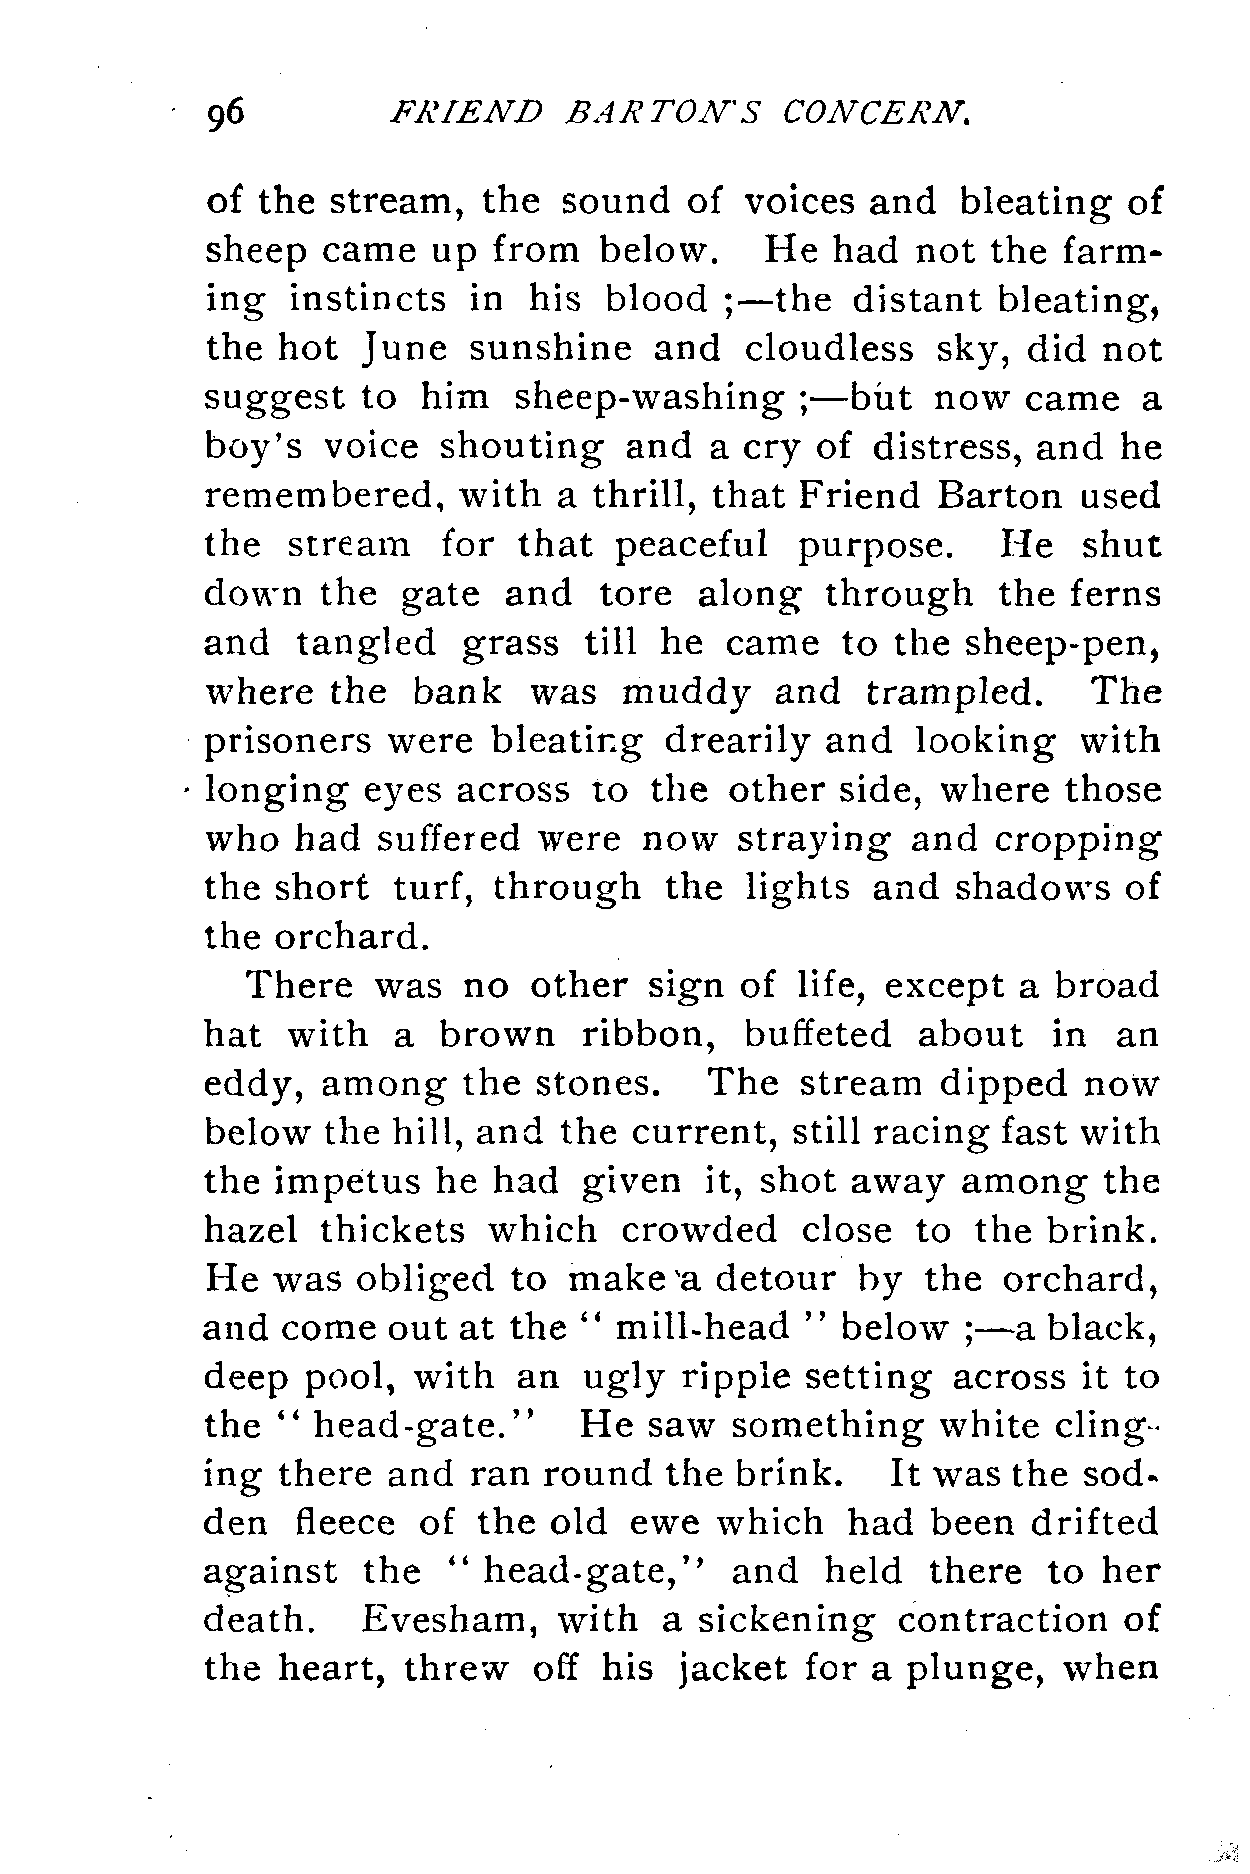 96 FRIEND BARTON'S CONCERN.
of the stream, the sound of voices and bleating of
sheep came up from below. He had not the farm-
ing instincts in his blood ;—the distant bleating,
the hot June sunshine and cloudless sky, did not
suggest to him sheep-washing ;—but now came a
boy's voice shouting and a cry of distress, and he
remembered, with a thrill, that Friend Barton used
the stream for that peaceful purpose. He shut
down the gate and tore along through the ferns
and tangled grass till he came to the sheep-pen,
where the bank was muddy and trampled. The
prisoners were bleating drearily and looking with
longing eyes across to the other side, where those
who had suffered were now straying and cropping
the short turf, through the lights and shadows of
the orchard.
There was no other sign of life, except a broad
hat with a brown ribbon, buffeted about in an
eddy, among the stones. The stream dipped now
below the hill, and the current, still racing fast with
the impetus he had given it, shot away among the
hazel thickets which crowded close to the brink.
He was obliged to make a detour by the orchard,
and come out at the “ mill-head ” below ;—a black,
deep pool, with an ugly ripple setting across it to
the “ head-gate.” He saw something white cling-
ing there and ran round the brink. It was the sod-
den fleece of the old ewe which had been drifted
against the “ head-gate,” and held there to her
death. Evesham, with a sickening contraction of
the heart, threw off his jacket for a plunge, when